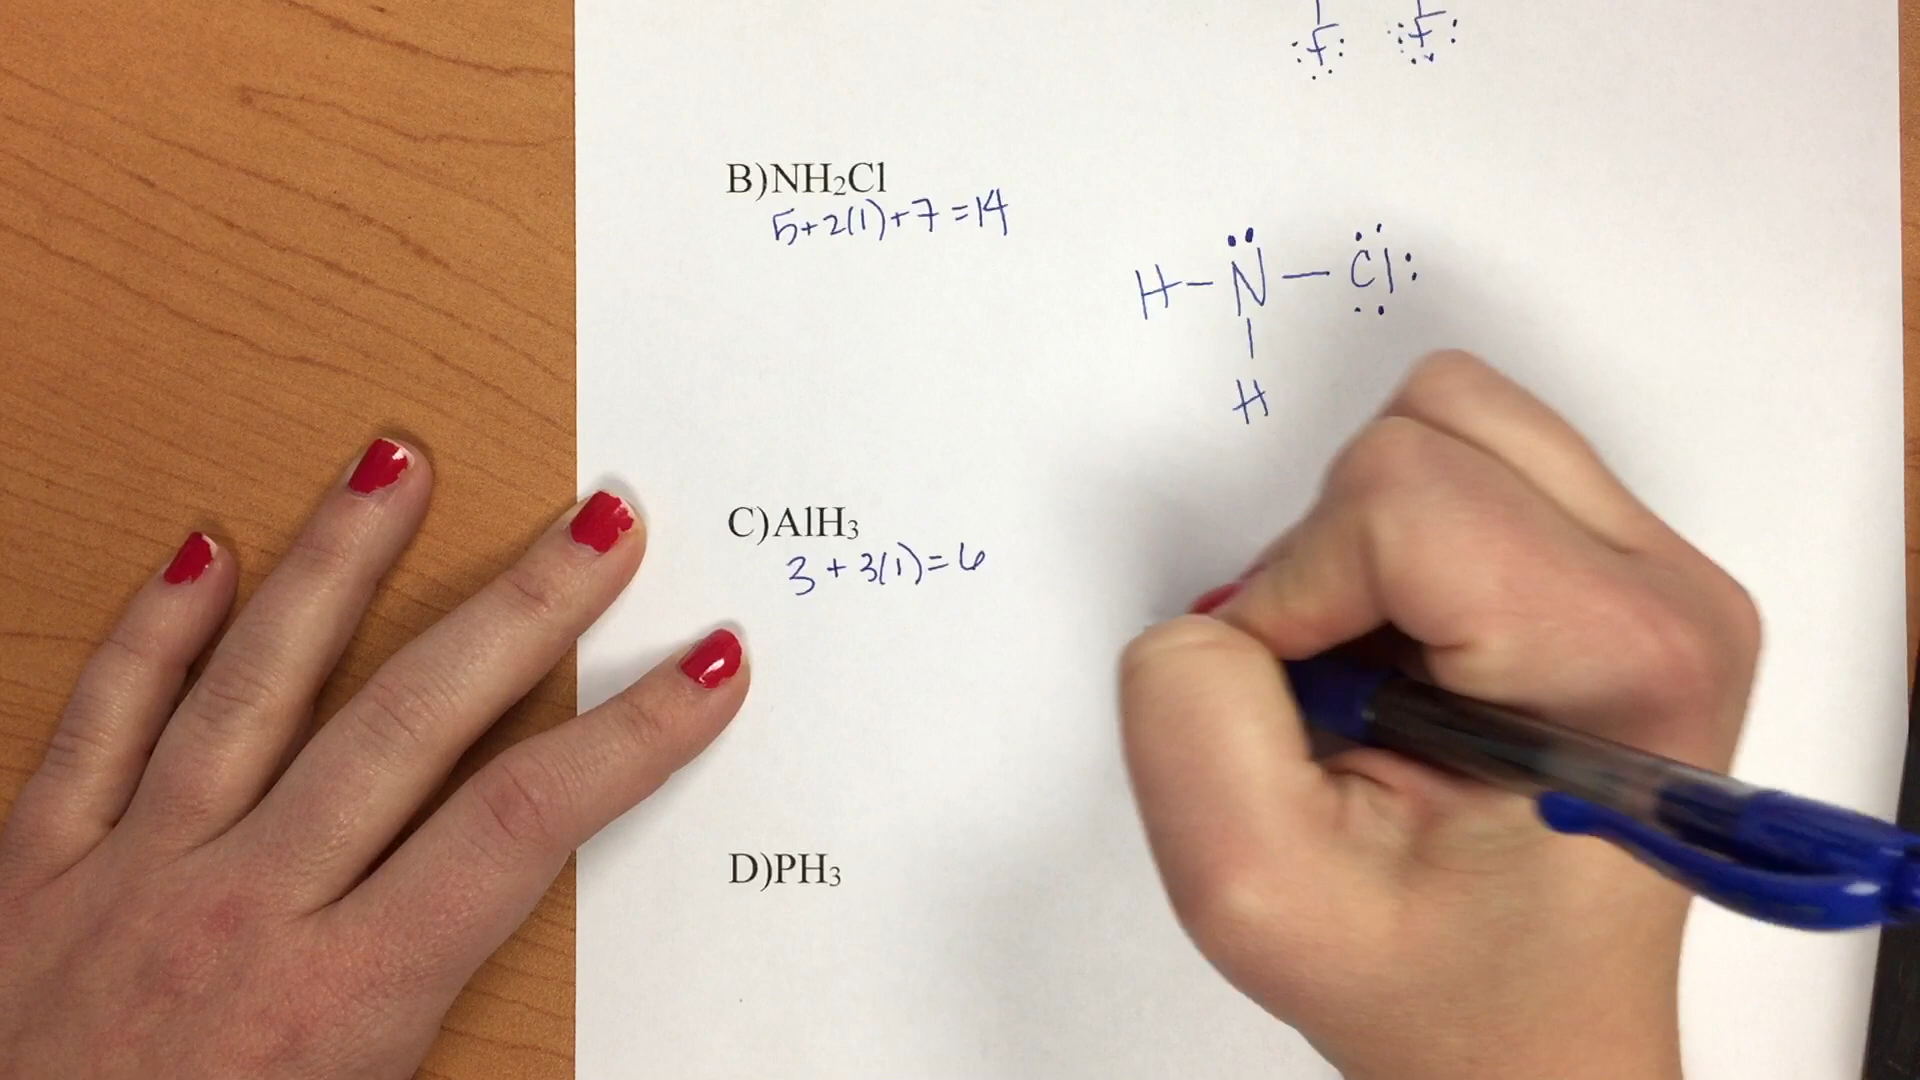 F F
B)NH₂Cl
5+2(1)+7=14
H-N-Cl
H
C)AlH₃
3+3(1)=6
D)PH₃